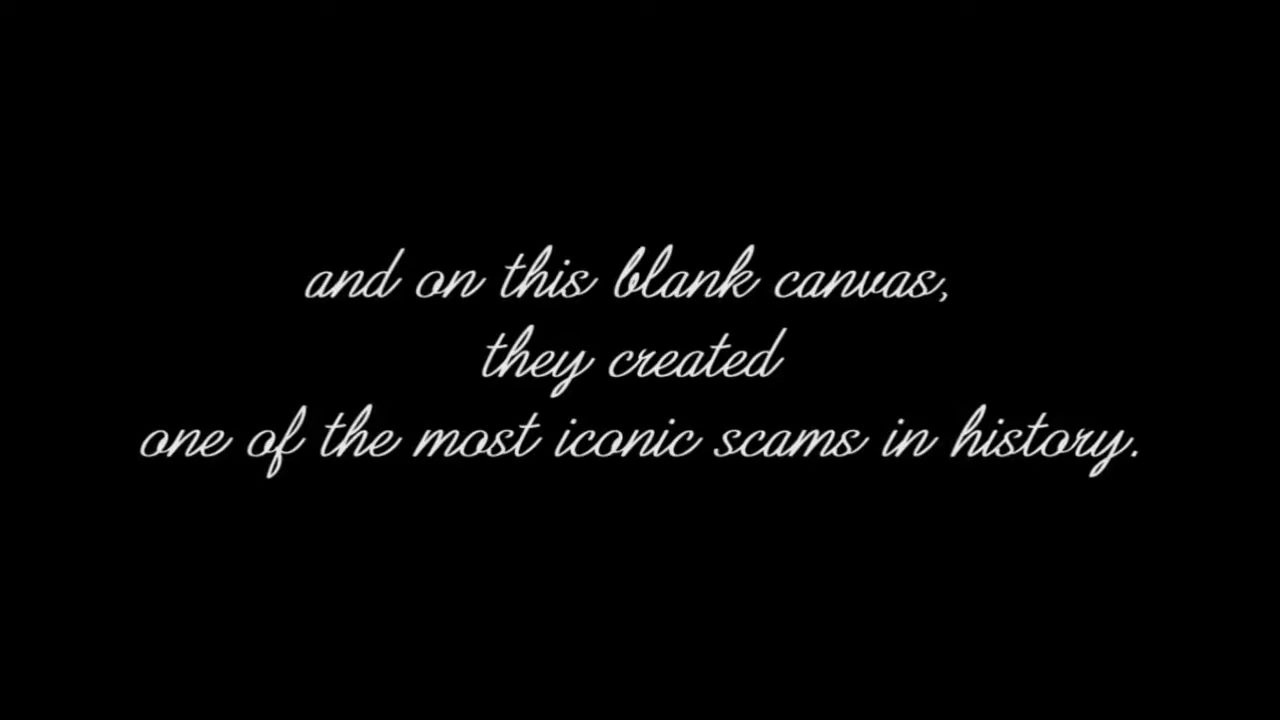 and on this blank canvas,
they created
one of the most iconic scams in history.